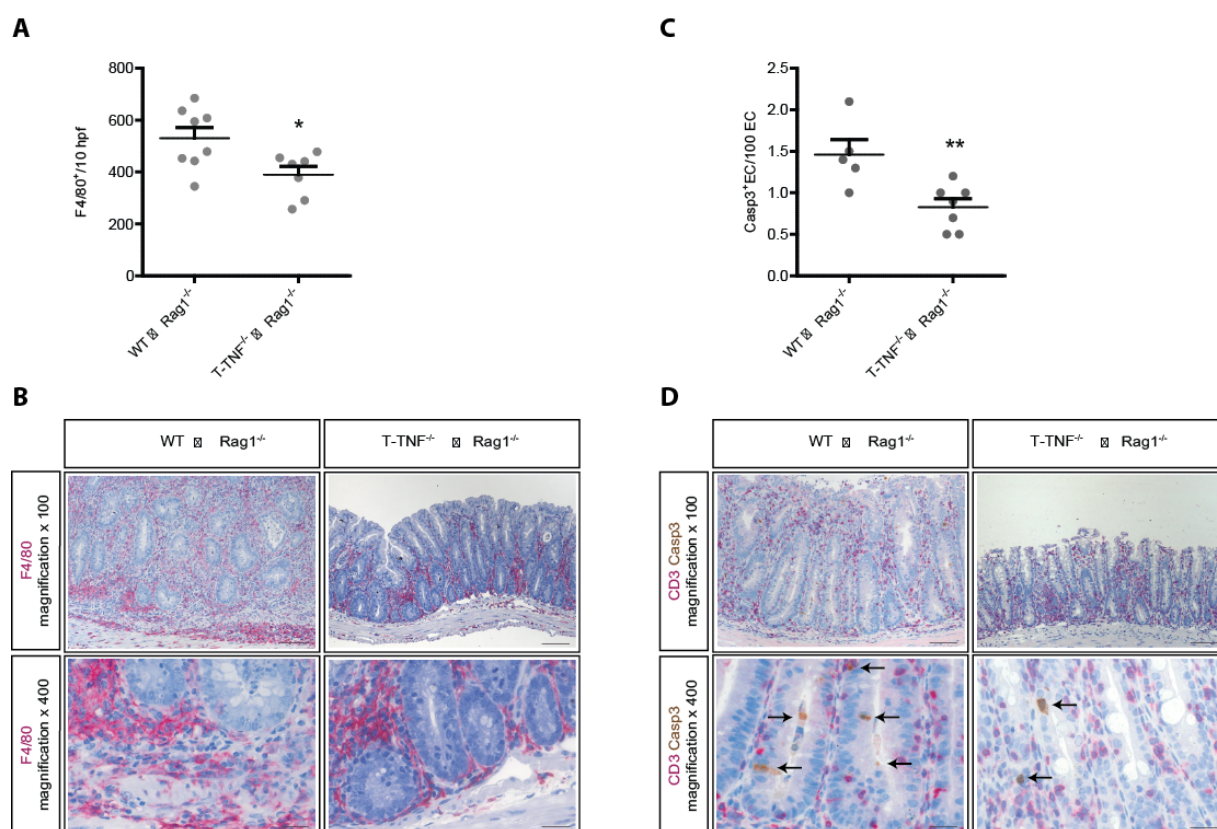 A
800
600
400
200
0
F4/80⁺/10 hpf
*
WT ☒ Rag1⁻/⁻
T-TNF⁻/⁻ ☒ Rag1⁻/⁻
C
2.5
2.0
1.5
1.0
0.5
0.0
Casp3⁺EC/100 EC
**
WT ☒ Rag1⁻/⁻
T-TNF⁻/⁻ ☒ Rag1⁻/⁻
B
WT ☒ Rag1⁻/⁻
T-TNF⁻/⁻ ☒ Rag1⁻/⁻
F4/80
magnification x 100
F4/80
magnification x 400
D
WT ☒ Rag1⁻/⁻
T-TNF⁻/⁻ ☒ Rag1⁻/⁻
CD3 Casp3
magnification x 100
CD3 Casp3
magnification x 400